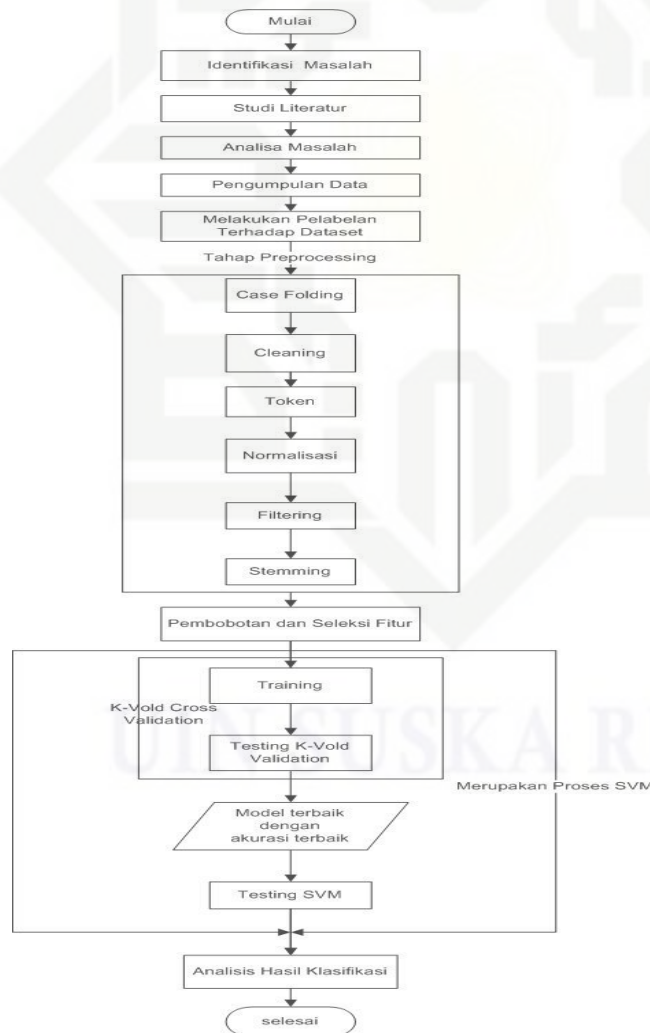 Mulai
Identifikasi Masalah
Studi Literatur
Analisa Masalah
Pengumpulan Data
Melakukan Pelabelan
Terhadap Dataset
Tahap Preprocessing
Case Folding
Cleaning
Token
Normalisasi
Filtering
Stemming
Pembobotan dan Seleksi Fitur
Training
K-Vold Cross
Validation
Testing K-Vold
Validation
Merupakan Proses SVM
Model terbaik
dengan
akurasi terbaik
Testing SVM
Analisis Hasil Klasifikasi
selesai
UIN SUSKA R